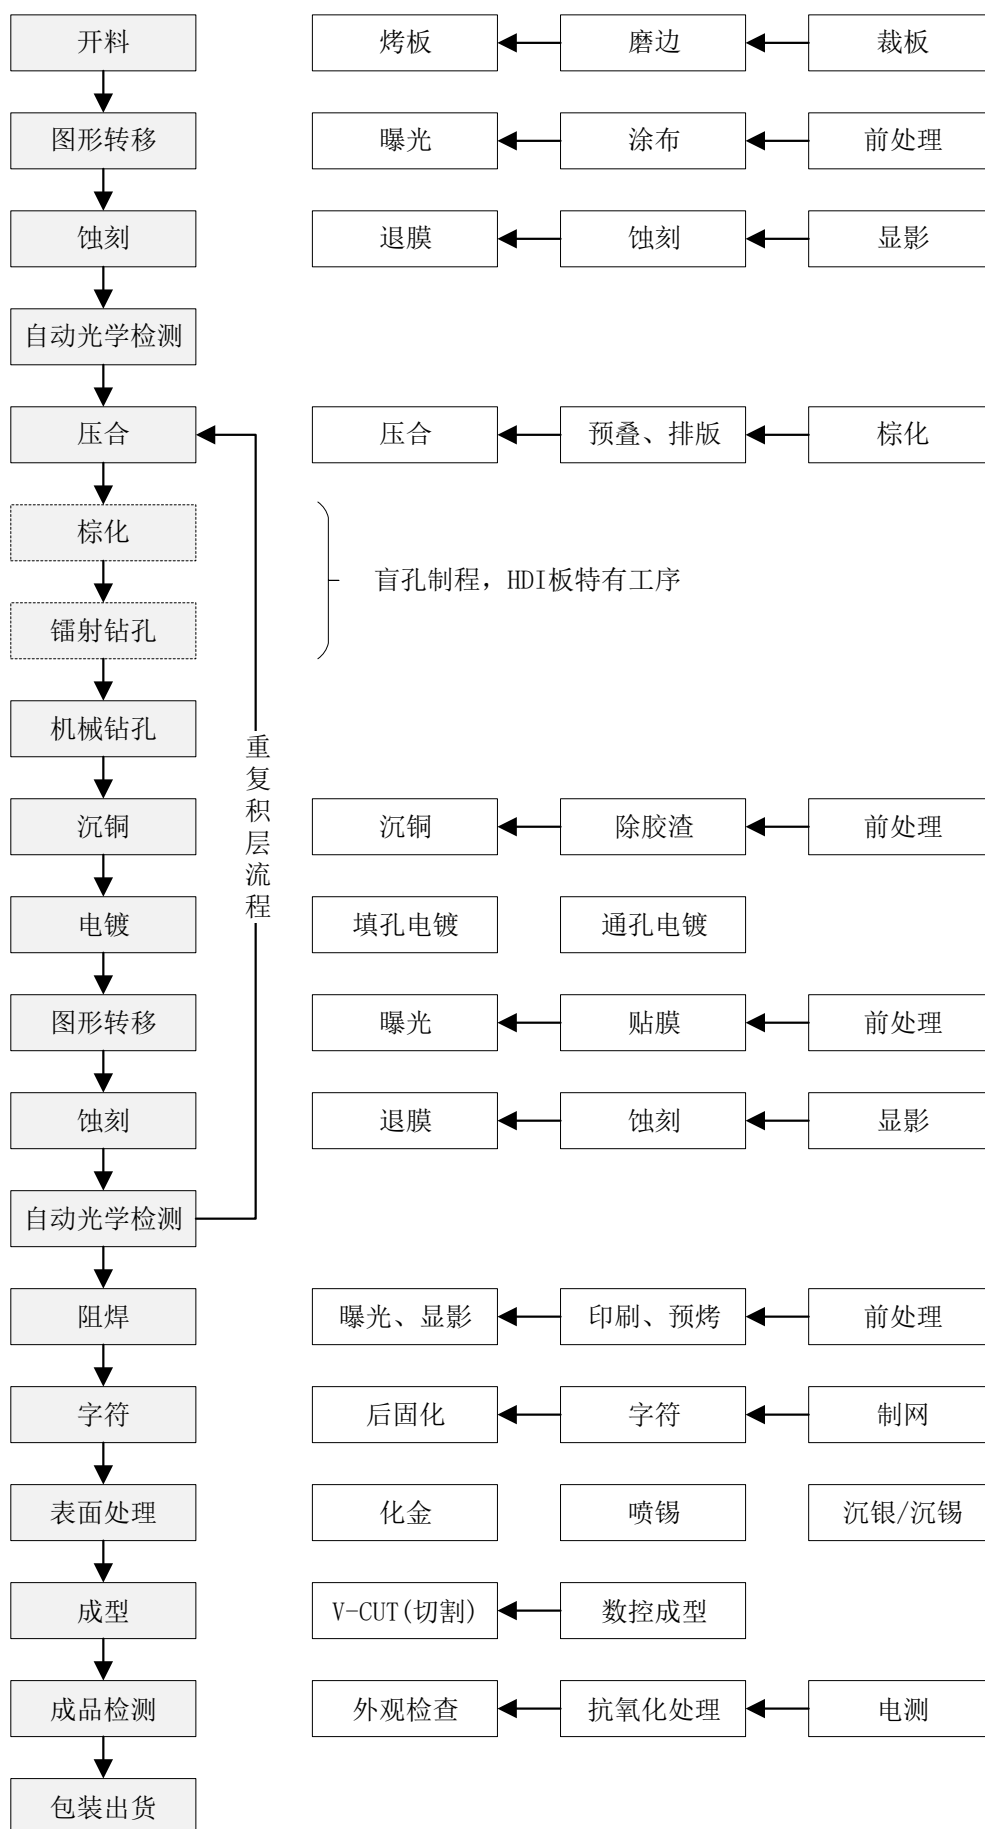 开料
烤板
磨边
裁板
图形转移
曝光
涂布
前处理
蚀刻
退膜
蚀刻
显影
自动光学检测
压合
压合
预叠、排版
棕化
棕化
盲孔制程，HDI板特有工序
镭射钻孔
机械钻孔
重复积层流程
沉铜
沉铜
除胶渣
前处理
电镀
填孔电镀
通孔电镀
图形转移
曝光
贴膜
前处理
蚀刻
退膜
蚀刻
显影
自动光学检测
阻焊
曝光、显影
印刷、预烤
前处理
字符
后固化
字符
制网
表面处理
化金
喷锡
沉银/沉锡
成型
V-CUT(切割)
数控成型
成品检测
外观检查
抗氧化处理
电测
包装出货